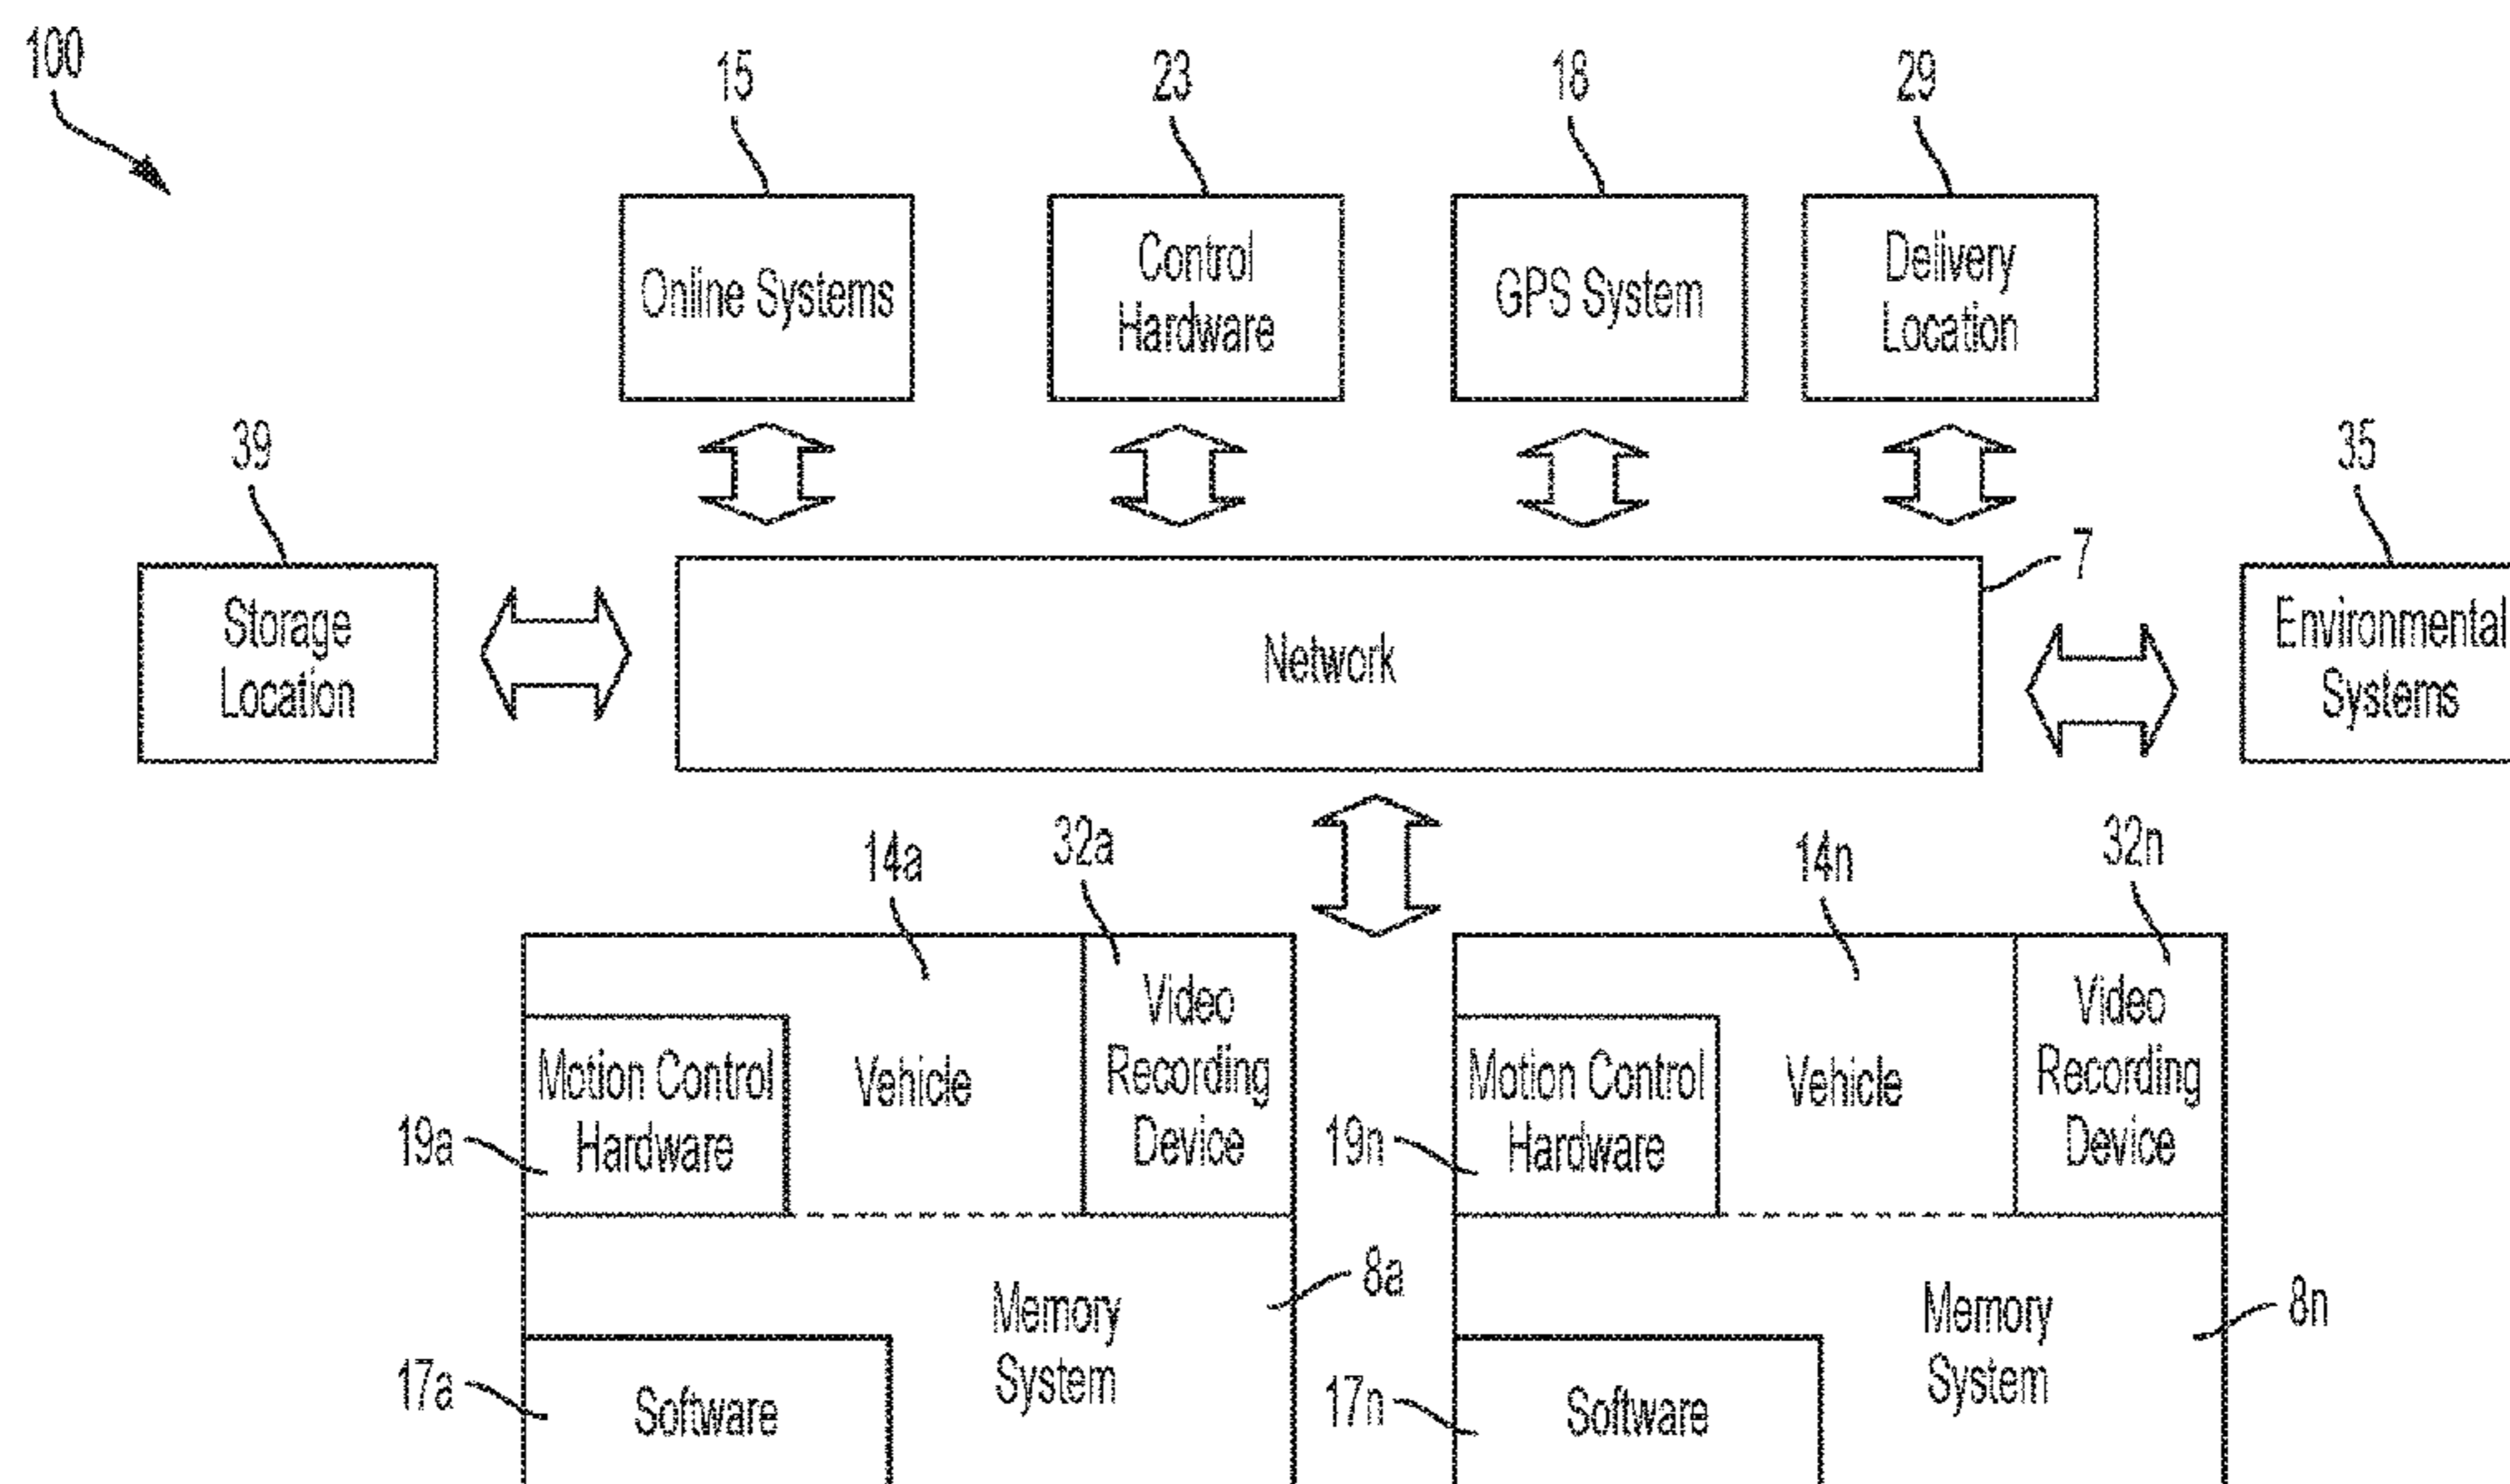 100
15
23
18
29
Online Systems
Control
Hardware
GPS System
Delivery
Location
39
35
7
Storage
Location
Network
Environmental
Systems
14a
32a
14n
32n
Motion Control
Hardware
Vehicle
Video
Recording
Device
19a
Motion Control
Hardware
Vehicle
Video
Recording
Device
19n
Memory
System
8a
Memory
System
8n
17a
Software
17n
Software